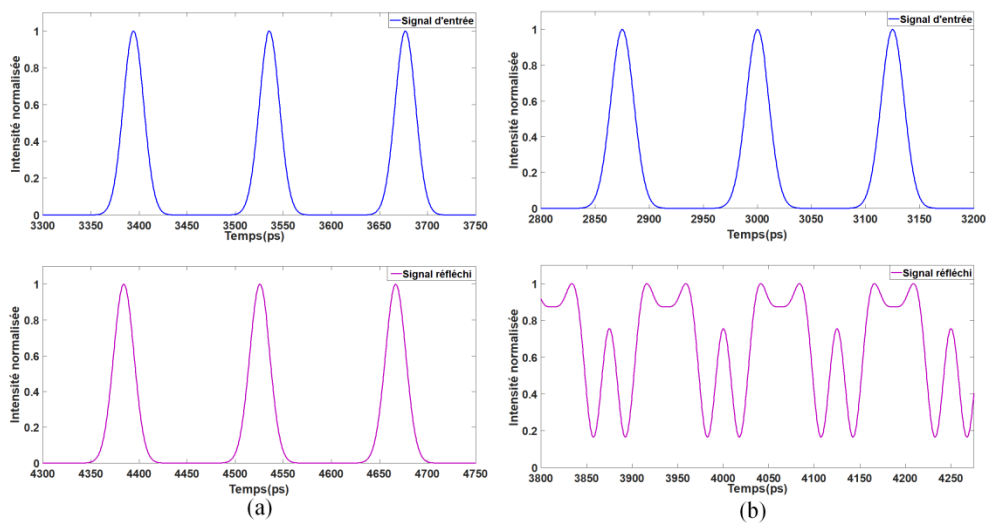 Signal d'entrée
Intensité normalisée
1
0.8
0.6
0.4
0.2
0
3300 3350 3400 3450 3500 3550 3600 3650 3700 3750
Temps(ps)
Signal d'entrée
Intensité normalisée
1
0.8
0.6
0.4
0.2
0
2800 2850 2900 2950 3000 3050 3100 3150 3200
Temps(ps)
Signal réfléchi
Intensité normalisée
1
0.8
0.6
0.4
0.2
0
4300 4350 4400 4450 4500 4550 4600 4650 4700 4750
Temps(ps)
(a)
Signal réfléchi
Intensité normalisée
1
0.8
0.6
0.4
0.2
0
3800 3850 3900 3950 4000 4050 4100 4150 4200 4250
Temps(ps)
(b)